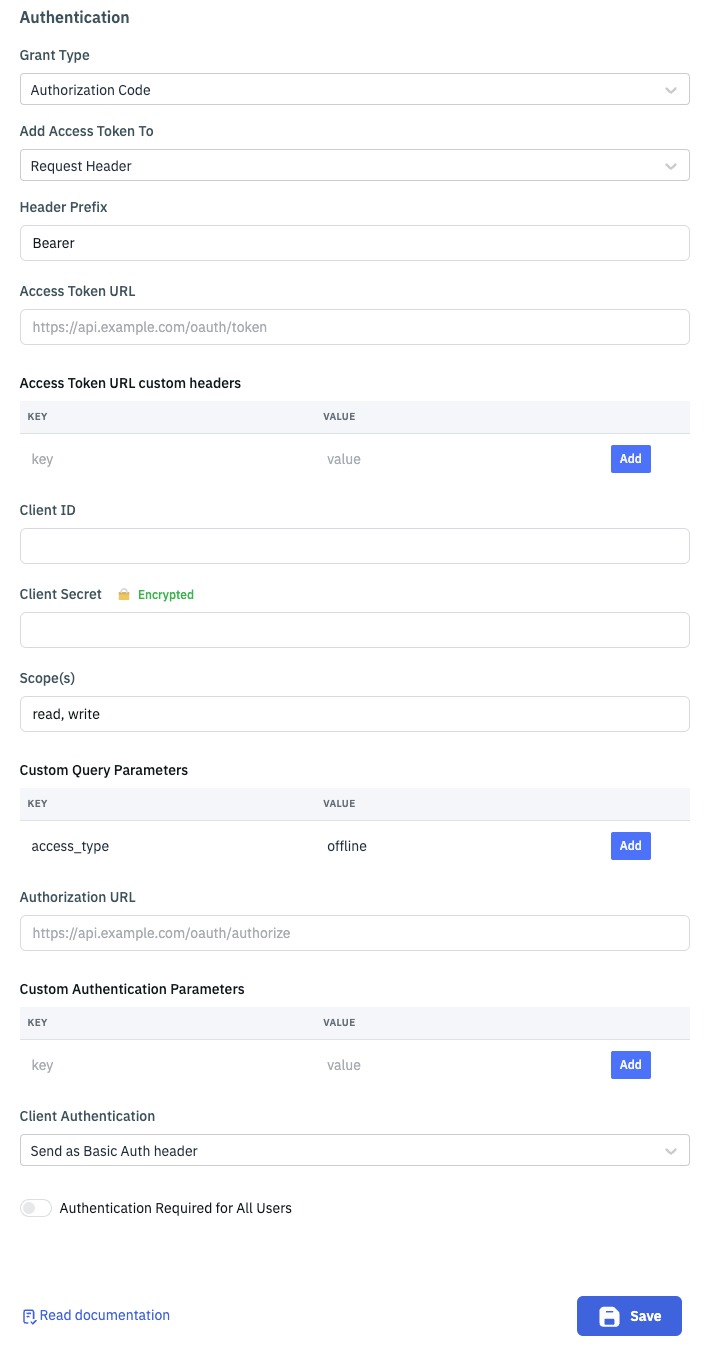 Authentication
Grant Type
Authorization Code
Add Access Token To
Request Header
Header Prefix
Bearer
Access Token URL
https://api.example.com/oauth/token
Access Token URL custom headers
KEY VALUE
key value Add
Client ID
Client Secret Encrypted
Scope(s)
read, write
Custom Query Parameters
KEY VALUE
access_type offline Add
Authorization URL
https://api.example.com/oauth/authorize
Custom Authentication Parameters
KEY VALUE
key value Add
Client Authentication
Send as Basic Auth header
Authentication Required for All Users
Read documentation Save